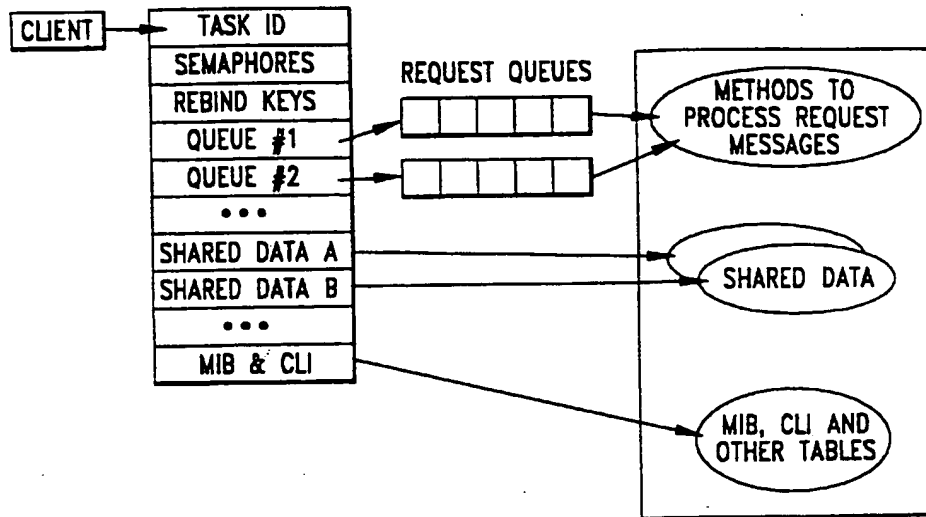 CLIENT
TASK ID
SEMAPHORES
REBIND KEYS
QUEUE #1
QUEUE #2
•••
SHARED DATA A
SHARED DATA B
•••
MIB & CLI
REQUEST QUEUES
METHODS TO
PROCESS REQUEST
MESSAGES
SHARED DATA
MIB, CLI AND
OTHER TABLES